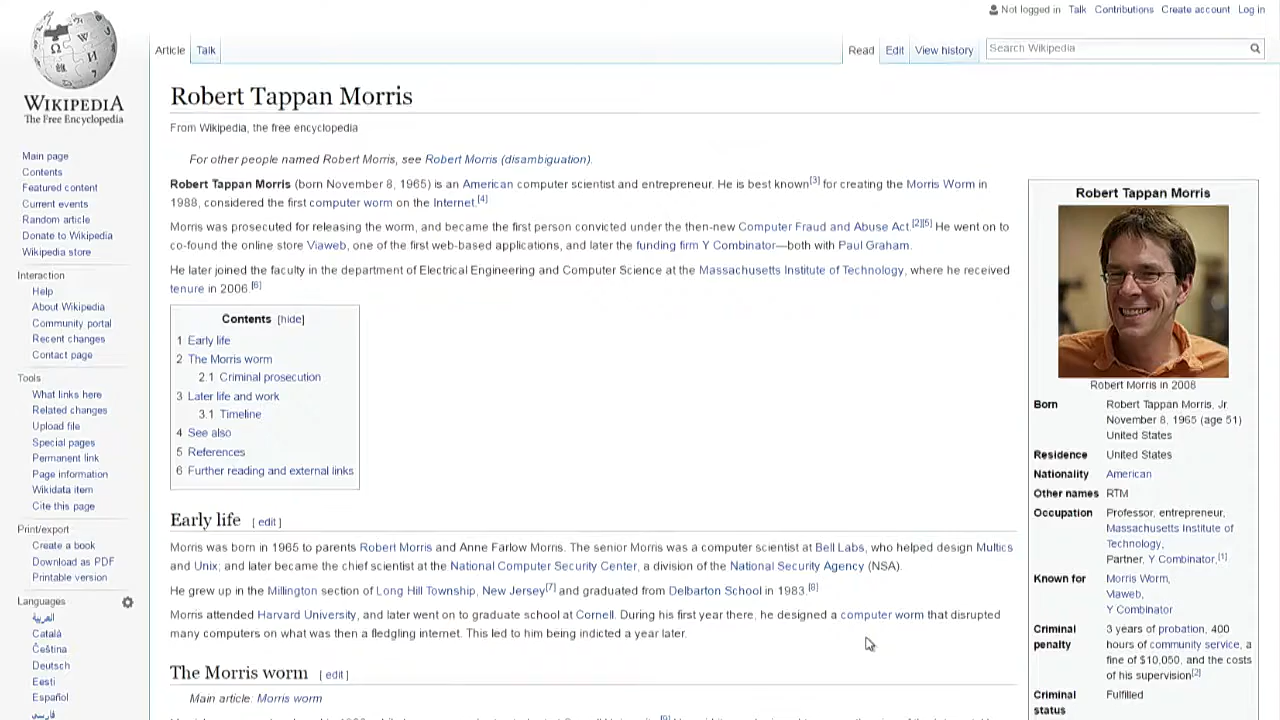 Not logged in Talk Contributions Create account Log in
Article Talk
Read Edit View history Search Wikipedia
WIKIPEDIA
The Free Encyclopedia
Main page
Contents
Featured content
Current events
Random article
Donate to Wikipedia
Wikipedia store
Interaction
Help
About Wikipedia
Community portal
Recent changes
Contact page
Tools
What links here
Related changes
Upload file
Special pages
Permanent link
Page information
Wikidata item
Cite this page
Print/export
Create a book
Download as PDF
Printable version
Languages
العربية
Català
Čeština
Deutsch
Eesti
Español
فارسی
Robert Tappan Morris
From Wikipedia, the free encyclopedia
For other people named Robert Morris, see Robert Morris (disambiguation).
Robert Tappan Morris (born November 8, 1965) is an American computer scientist and entrepreneur. He is best known[3] for creating the Morris Worm in
1988, considered the first computer worm on the Internet.[4]
Morris was prosecuted for releasing the worm, and became the first person convicted under the then-new Computer Fraud and Abuse Act.[2][5] He went on to
co-found the online store Viaweb, one of the first web-based applications, and later the funding firm Y Combinator—both with Paul Graham.
He later joined the faculty in the department of Electrical Engineering and Computer Science at the Massachusetts Institute of Technology, where he received
tenure in 2006.[6]
Contents [hide]
1 Early life
2 The Morris worm
2.1 Criminal prosecution
3 Later life and work
3.1 Timeline
4 See also
5 References
6 Further reading and external links
Early life [ edit ]
Morris was born in 1965 to parents Robert Morris and Anne Farlow Morris. The senior Morris was a computer scientist at Bell Labs, who helped design Multics
and Unix; and later became the chief scientist at the National Computer Security Center, a division of the National Security Agency (NSA).
He grew up in the Millington section of Long Hill Township, New Jersey[7] and graduated from Delbarton School in 1983.[8]
Morris attended Harvard University, and later went on to graduate school at Cornell. During his first year there, he designed a computer worm that disrupted
many computers on what was then a fledgling internet. This led to him being indicted a year later.
The Morris worm [ edit ]
Main article: Morris worm
Robert Tappan Morris
Robert Morris in 2008
Born Robert Tappan Morris, Jr
November 8, 1965 (age 51)
United States
Residence United States
Nationality American
Other names RTM
Occupation Professor, entrepreneur,
Massachusetts Institute of
Technology,
Partner, Y Combinator,[1]
Known for Morris Worm,
Viaweb,
Y Combinator
Criminal penalty 3 years of probation, 400
hours of community service, a
fine of $10,050, and the costs
of his supervision[2]
Criminal status Fulfilled